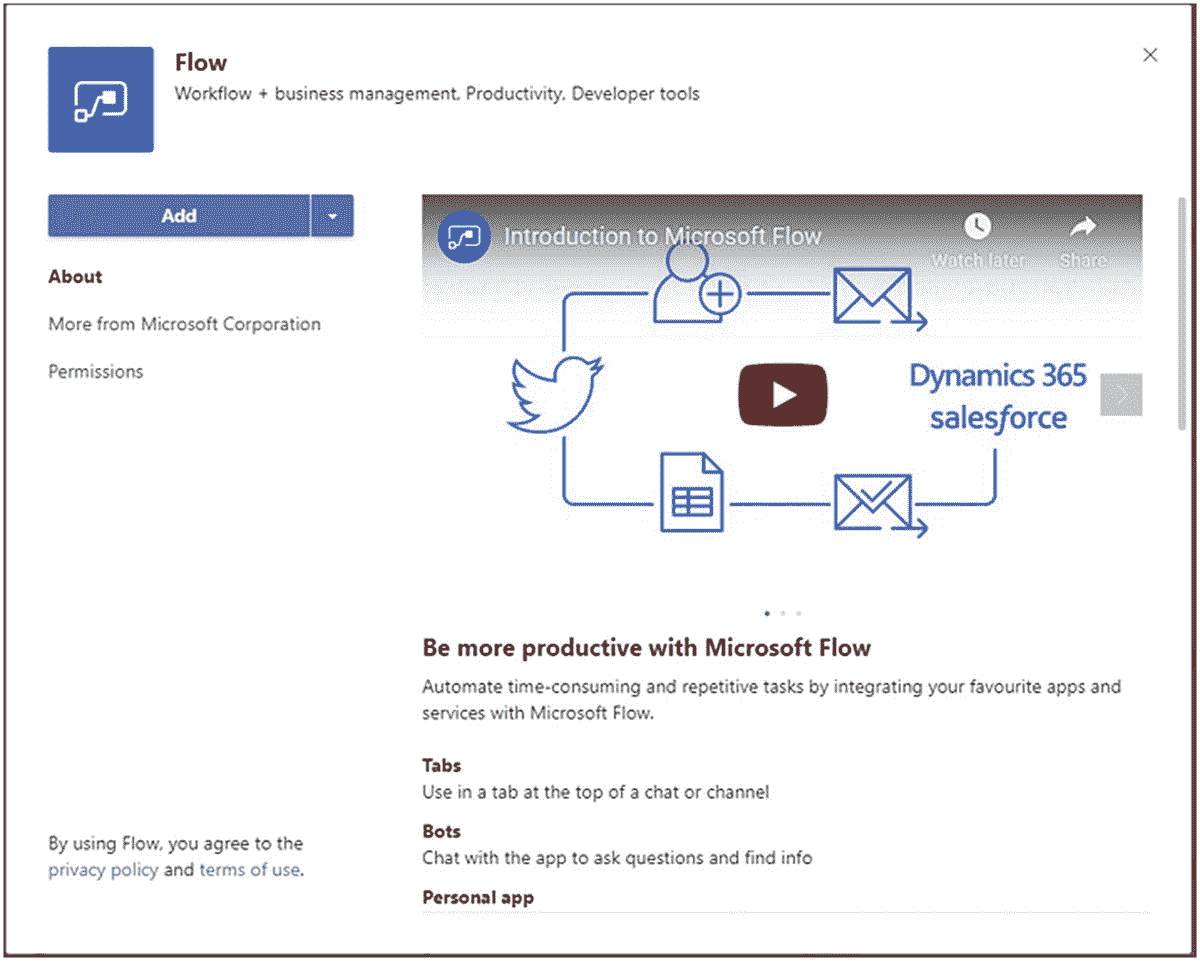 Flow
Workflow + business management, Productivity, Developer tools
Add
About
More from Microsoft Corporation
Permissions
Introduction to Microsoft Flow
Watch later
Share
Dynamics 365
salesforce
Be more productive with Microsoft Flow
Automate time-consuming and repetitive tasks by integrating your favourite apps and
services with Microsoft Flow.
Tabs
Use in a tab at the top of a chat or channel
Bots
Chat with the app to ask questions and find info
Personal app
By using Flow, you agree to the
privacy policy and terms of use.